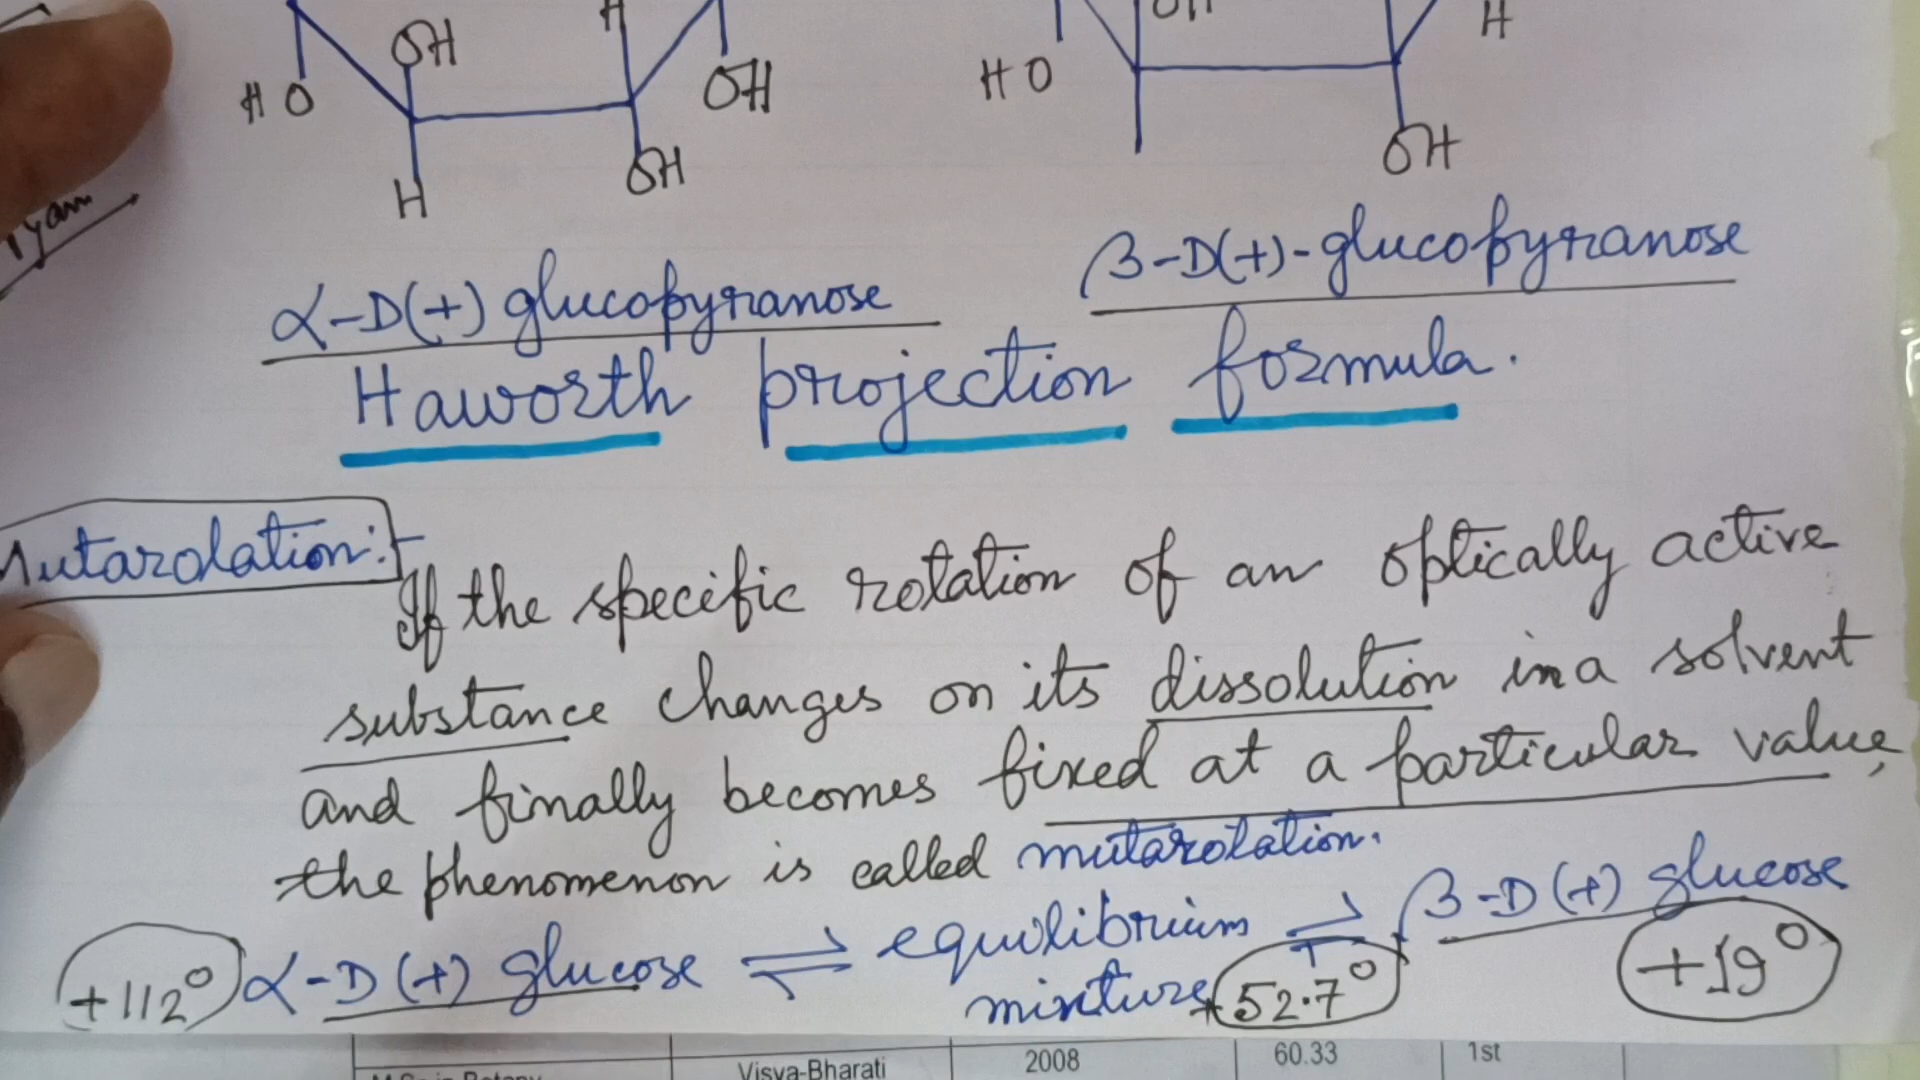 OH H OH H
HO OH HO
H OH OH
α-D(+) glucopyranose β-D(+)-glucopyranose
Haworth projection formula.
Mutarotation:-
If the specific rotation of an optically active
substance changes on its dissolution in a solvent
and finally becomes fixed at a particular value,
the phenomenon is called mutarotation.
+112° α-D(+) glucose ⇌ equilibrium ⇌ β-D(+) glucose
mixture +52.7° +19°
Visva-Bharati 2008 60.33 1st